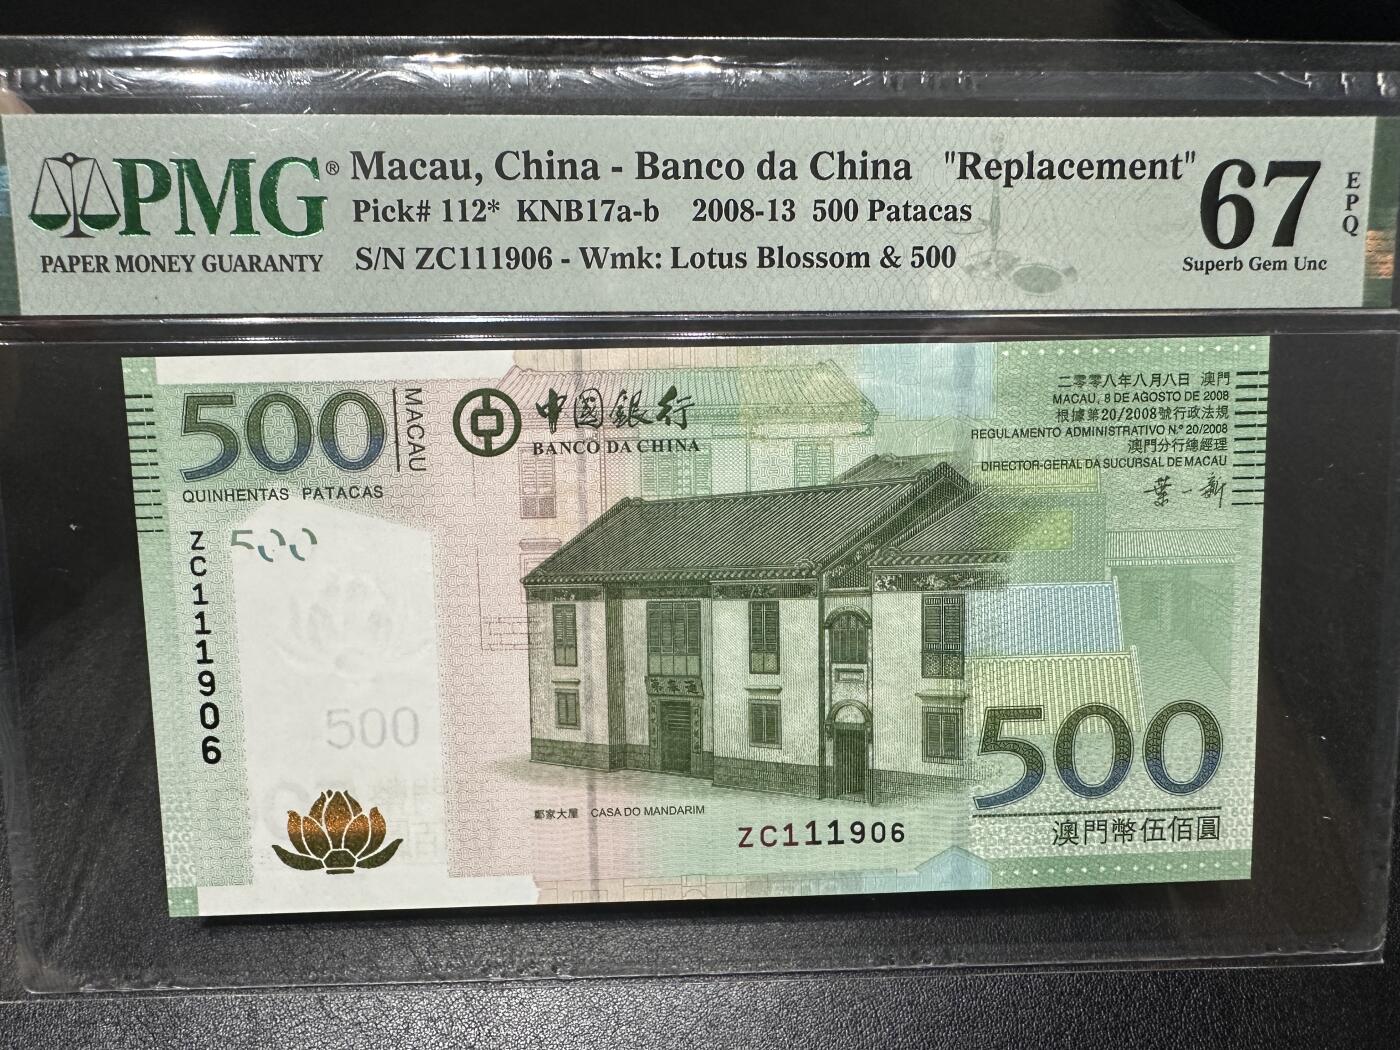 PMG® Macau, China - Banco da China "Replacement" 67 EPQ
Pick# 112* KNB17a-b 2008-13 500 Patacas
PAPER MONEY GUARANTY S/N ZC111906 - Wmk: Lotus Blossom & 500 Superb Gem Unc
500 MACAU
QUINHENTAS PATACAS
中國銀行
BANCO DA CHINA
二零零八年八月八日 澳門
MACAU, 8 DE AGOSTO DE 2008
根據第20/2008號行政法規
REGULAMENTO ADMINISTRATIVO N.º 20/2008
澳門分行總經理
DIRECTOR-GERAL DA SUCURSAL DE MACAU
葉一新
ZC111906
500
500
鄭家大屋 CASA DO MANDARIM
ZC111906
500
澳門幣伍佰圓